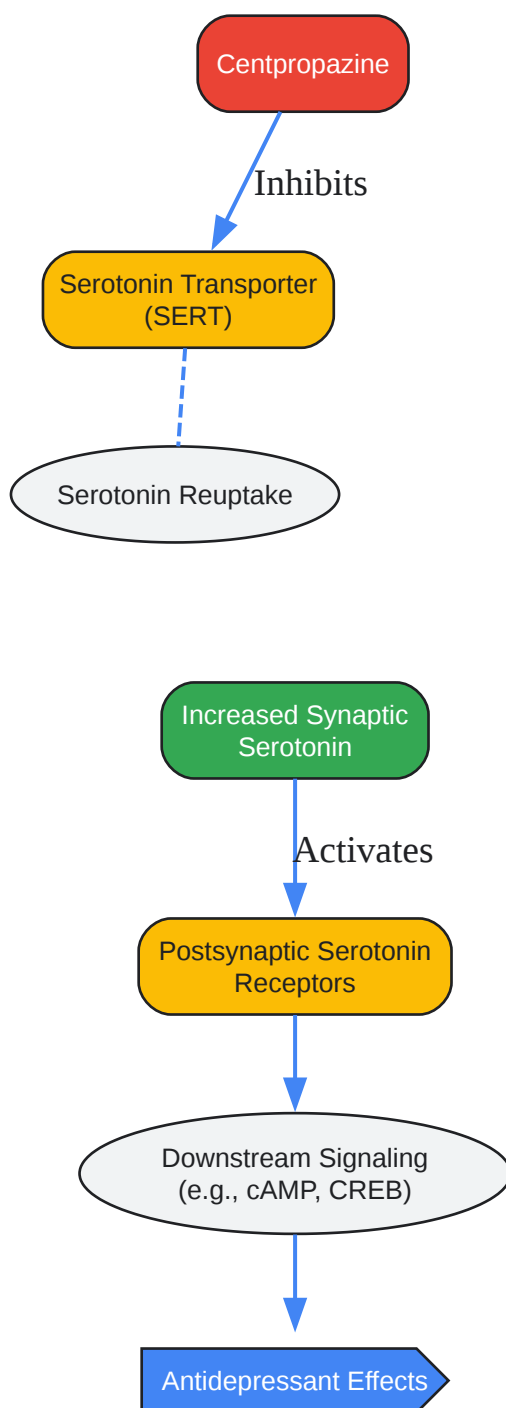 Centpropazine
Inhibits
Serotonin Transporter
(SERT)
Serotonin Reuptake
Increased Synaptic
Serotonin
Activates
Postsynaptic Serotonin
Receptors
Downstream Signaling
(e.g., cAMP, CREB)
Antidepressant Effects